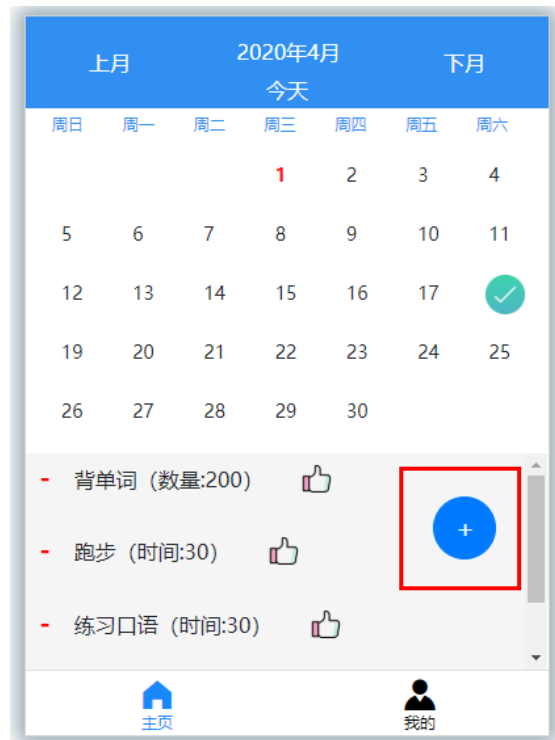 上月 2020年4月 下月
今天
周日 周一 周二 周三 周四 周五 周六
1 2 3 4
5 6 7 8 9 10 11
12 13 14 15 16 17
19 20 21 22 23 24 25
26 27 28 29 30
- 背单词（数量:200）
+
- 跑步（时间:30）
- 练习口语（时间:30）
主页 我的